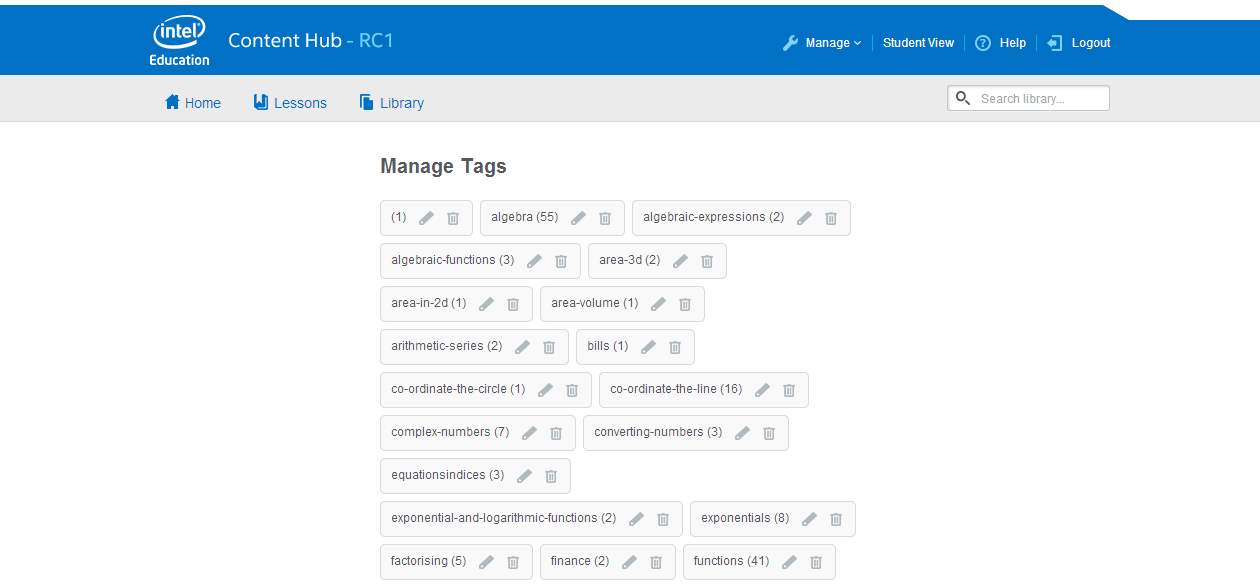 intel
Education
Content Hub - RC1
Manage
Student View
Help
Logout
Home
Lessons
Library
Search library...
Manage Tags
(1)
algebra (55)
algebraic-expressions (2)
algebraic-functions (3)
area-3d (2)
area-in-2d (1)
area-volume (1)
arithmetic-series (2)
bills (1)
co-ordinate-the-circle (1)
co-ordinate-the-line (16)
complex-numbers (7)
converting-numbers (3)
equationsindices (3)
exponential-and-logarithmic-functions (2)
exponentials (8)
factorising (5)
finance (2)
functions (41)